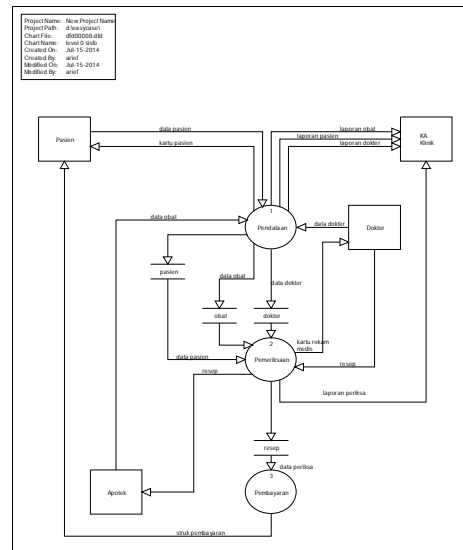 Project Name: New Project Name
Project Path: d:\easycase\
Chart File: dfd00008.dfd
Chart Name: level 0 sislb
Created On: Jul-15-2014
Created By: arief
Modified On: Jul-15-2014
Modified By: arief
data pasien
laporan obat
laporan pasien
Pasien
kartu pasien
laporan dokter
KA
Klinik
1
data obat
Pendataan
data dokter
Dokter
pasien
data obat
data dokter
obat
dokter
2
kartu rekam
medis
data pasien
Pemeriksaan
resep
resep
laporan periksa
resep
data periksa
3
Apotek
Pembayaran
struk pembayaran